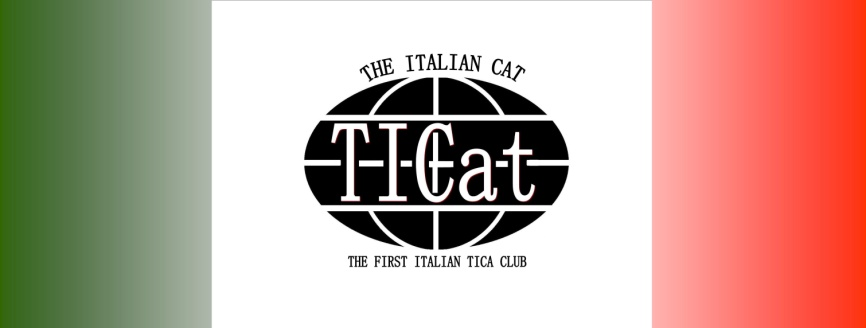 THE ITALIAN CAT
TICat
THE FIRST ITALIAN TICA CLUB